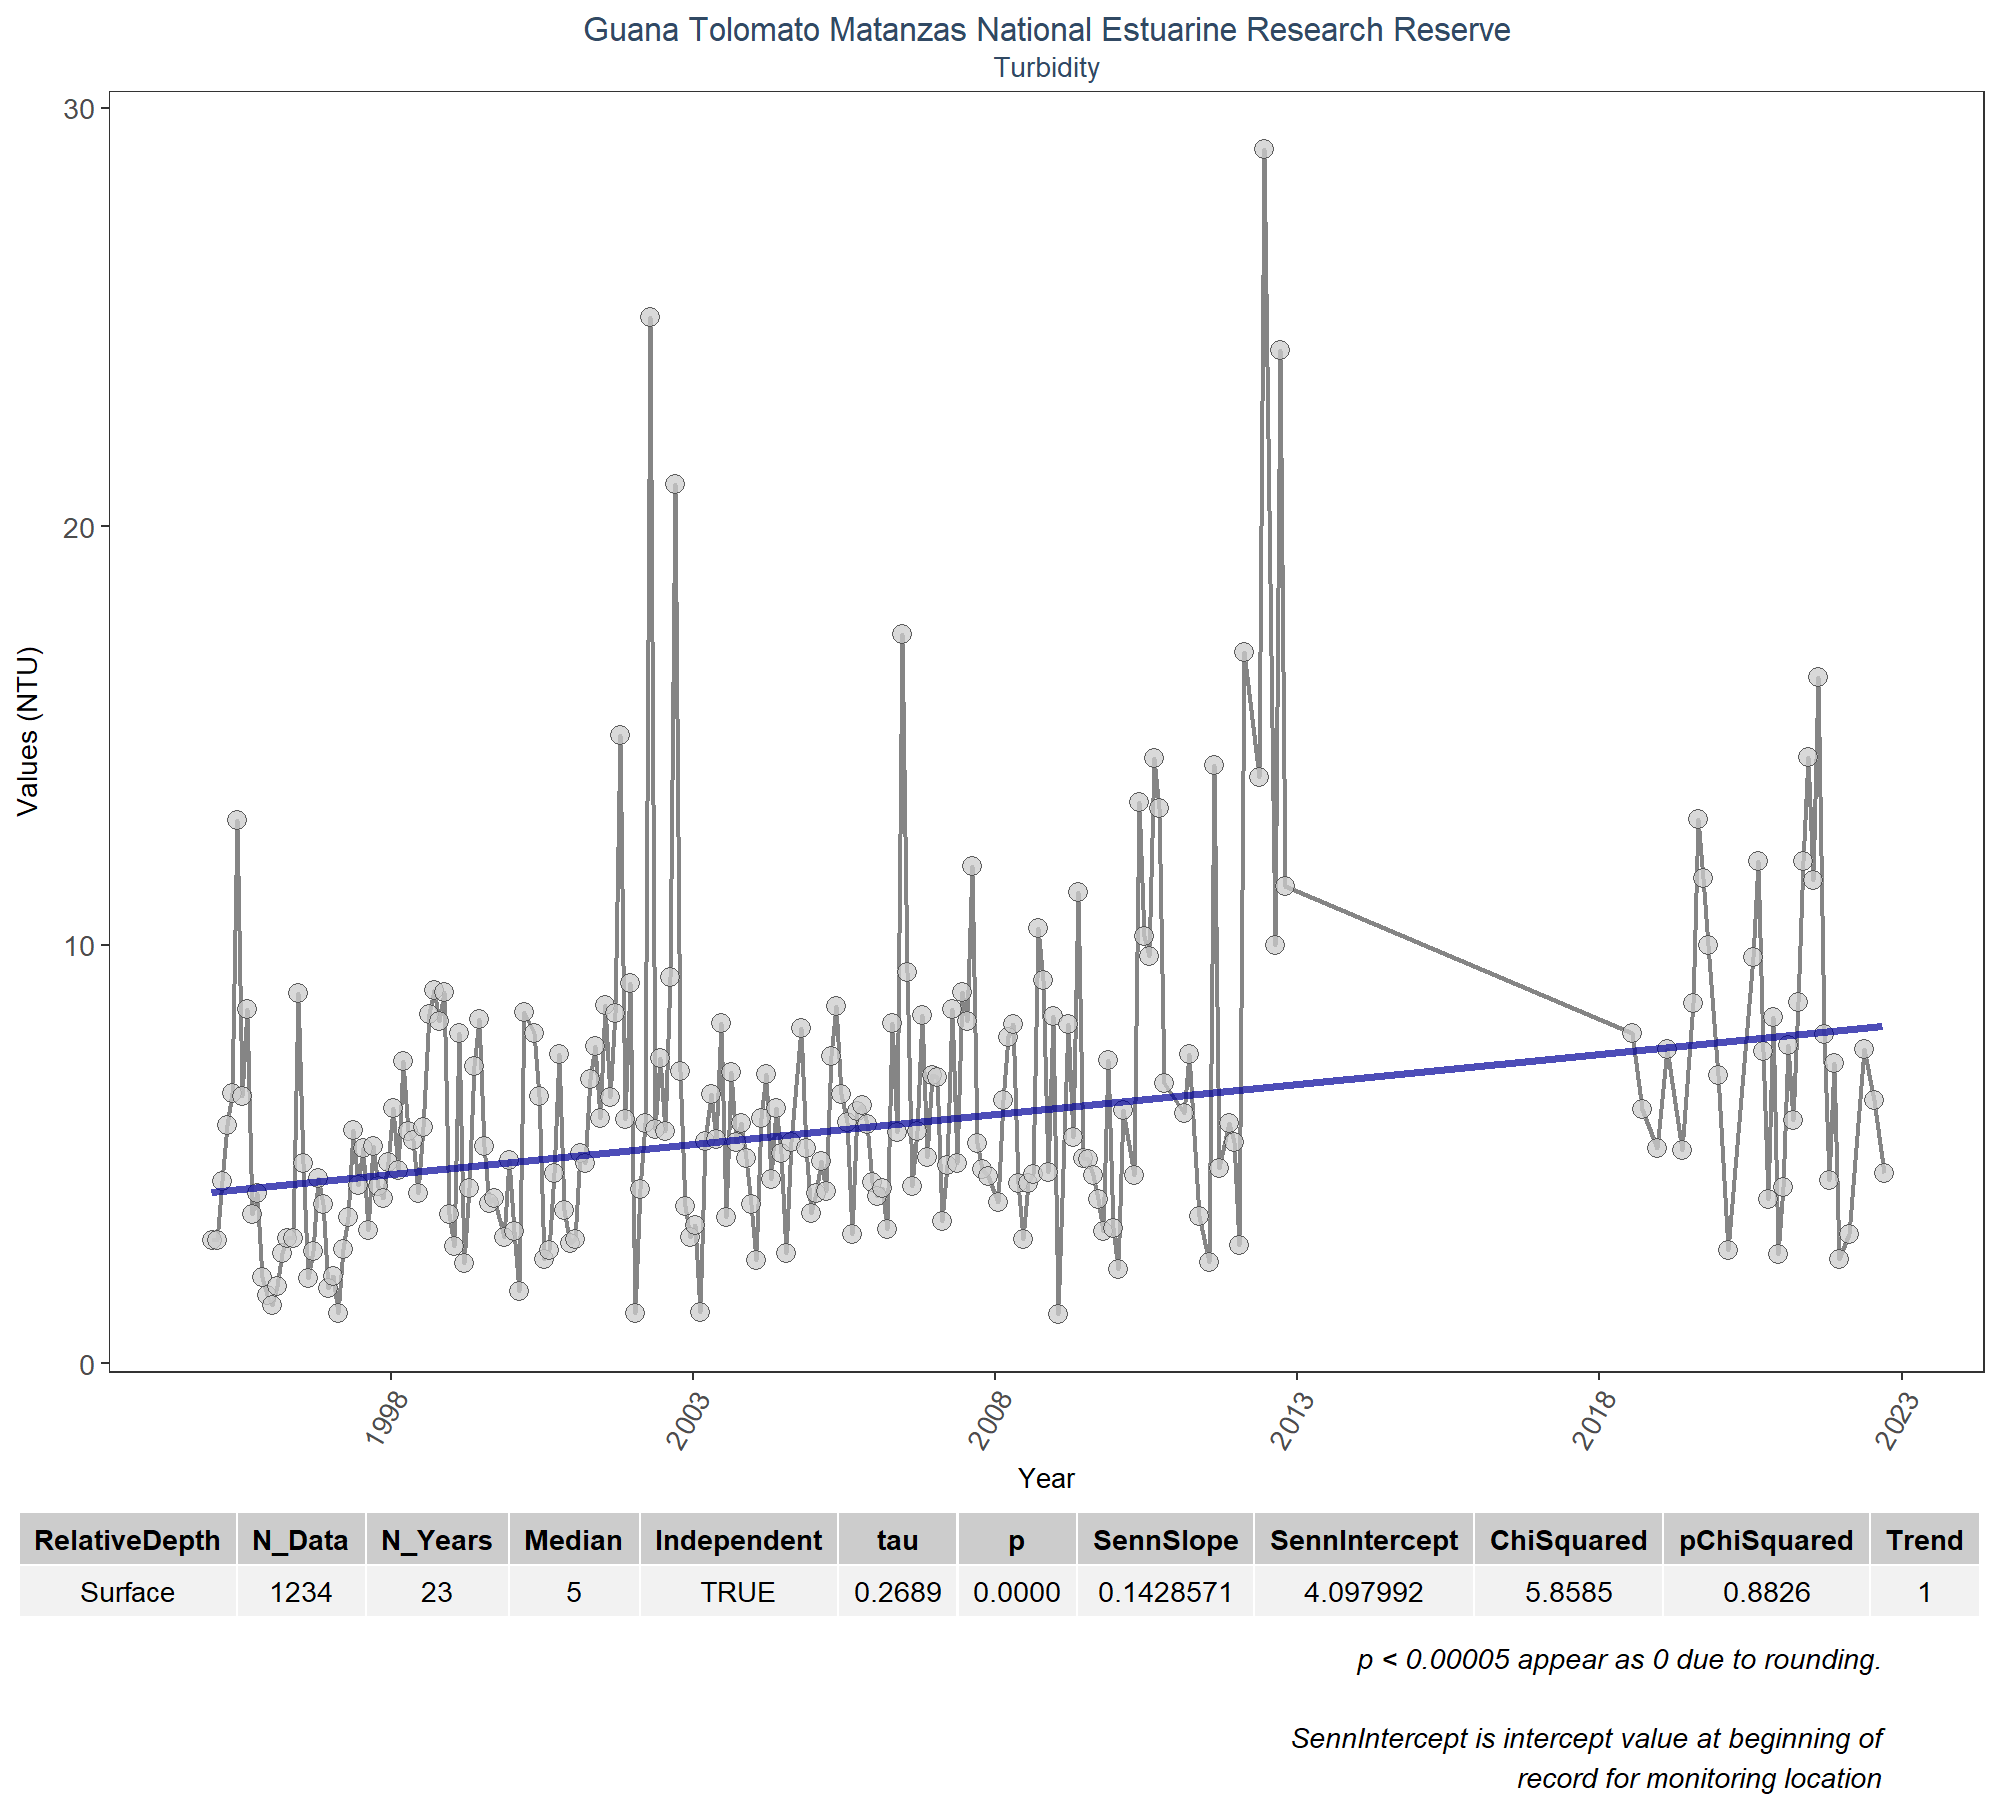 Guana Tolomato Matanzas National Estuarine Research Reserve
Turbidity
30
20
10
0
Values (NTU)
1998
2003
2008
2013
2018
2023
Year
RelativeDepth N_Data N_Years Median Independent tau p SennSlope SennIntercept ChiSquared pChiSquared Trend
Surface 1234 23 5 TRUE 0.2689 0.0000 0.1428571 4.097992 5.8585 0.8826 1
p < 0.00005 appear as 0 due to rounding.
SennIntercept is intercept value at beginning of
record for monitoring location